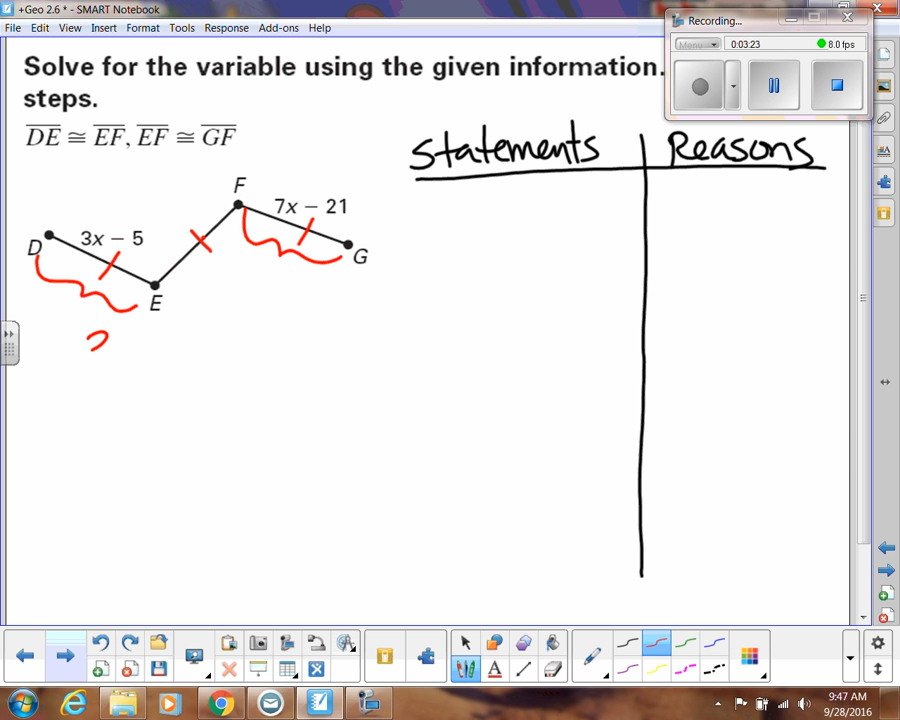 +Geo 2.6 * - SMART Notebook
File Edit View Insert Format Tools Response Add-ons Help
Recording...
Menu
0:03:23
8.0 fps
Solve for the variable using the given information.
steps.
DE ≅ EF, EF ≅ GF
Statements Reasons
F
7x − 21
3x − 5
D
G
E
9:47 AM
9/28/2016